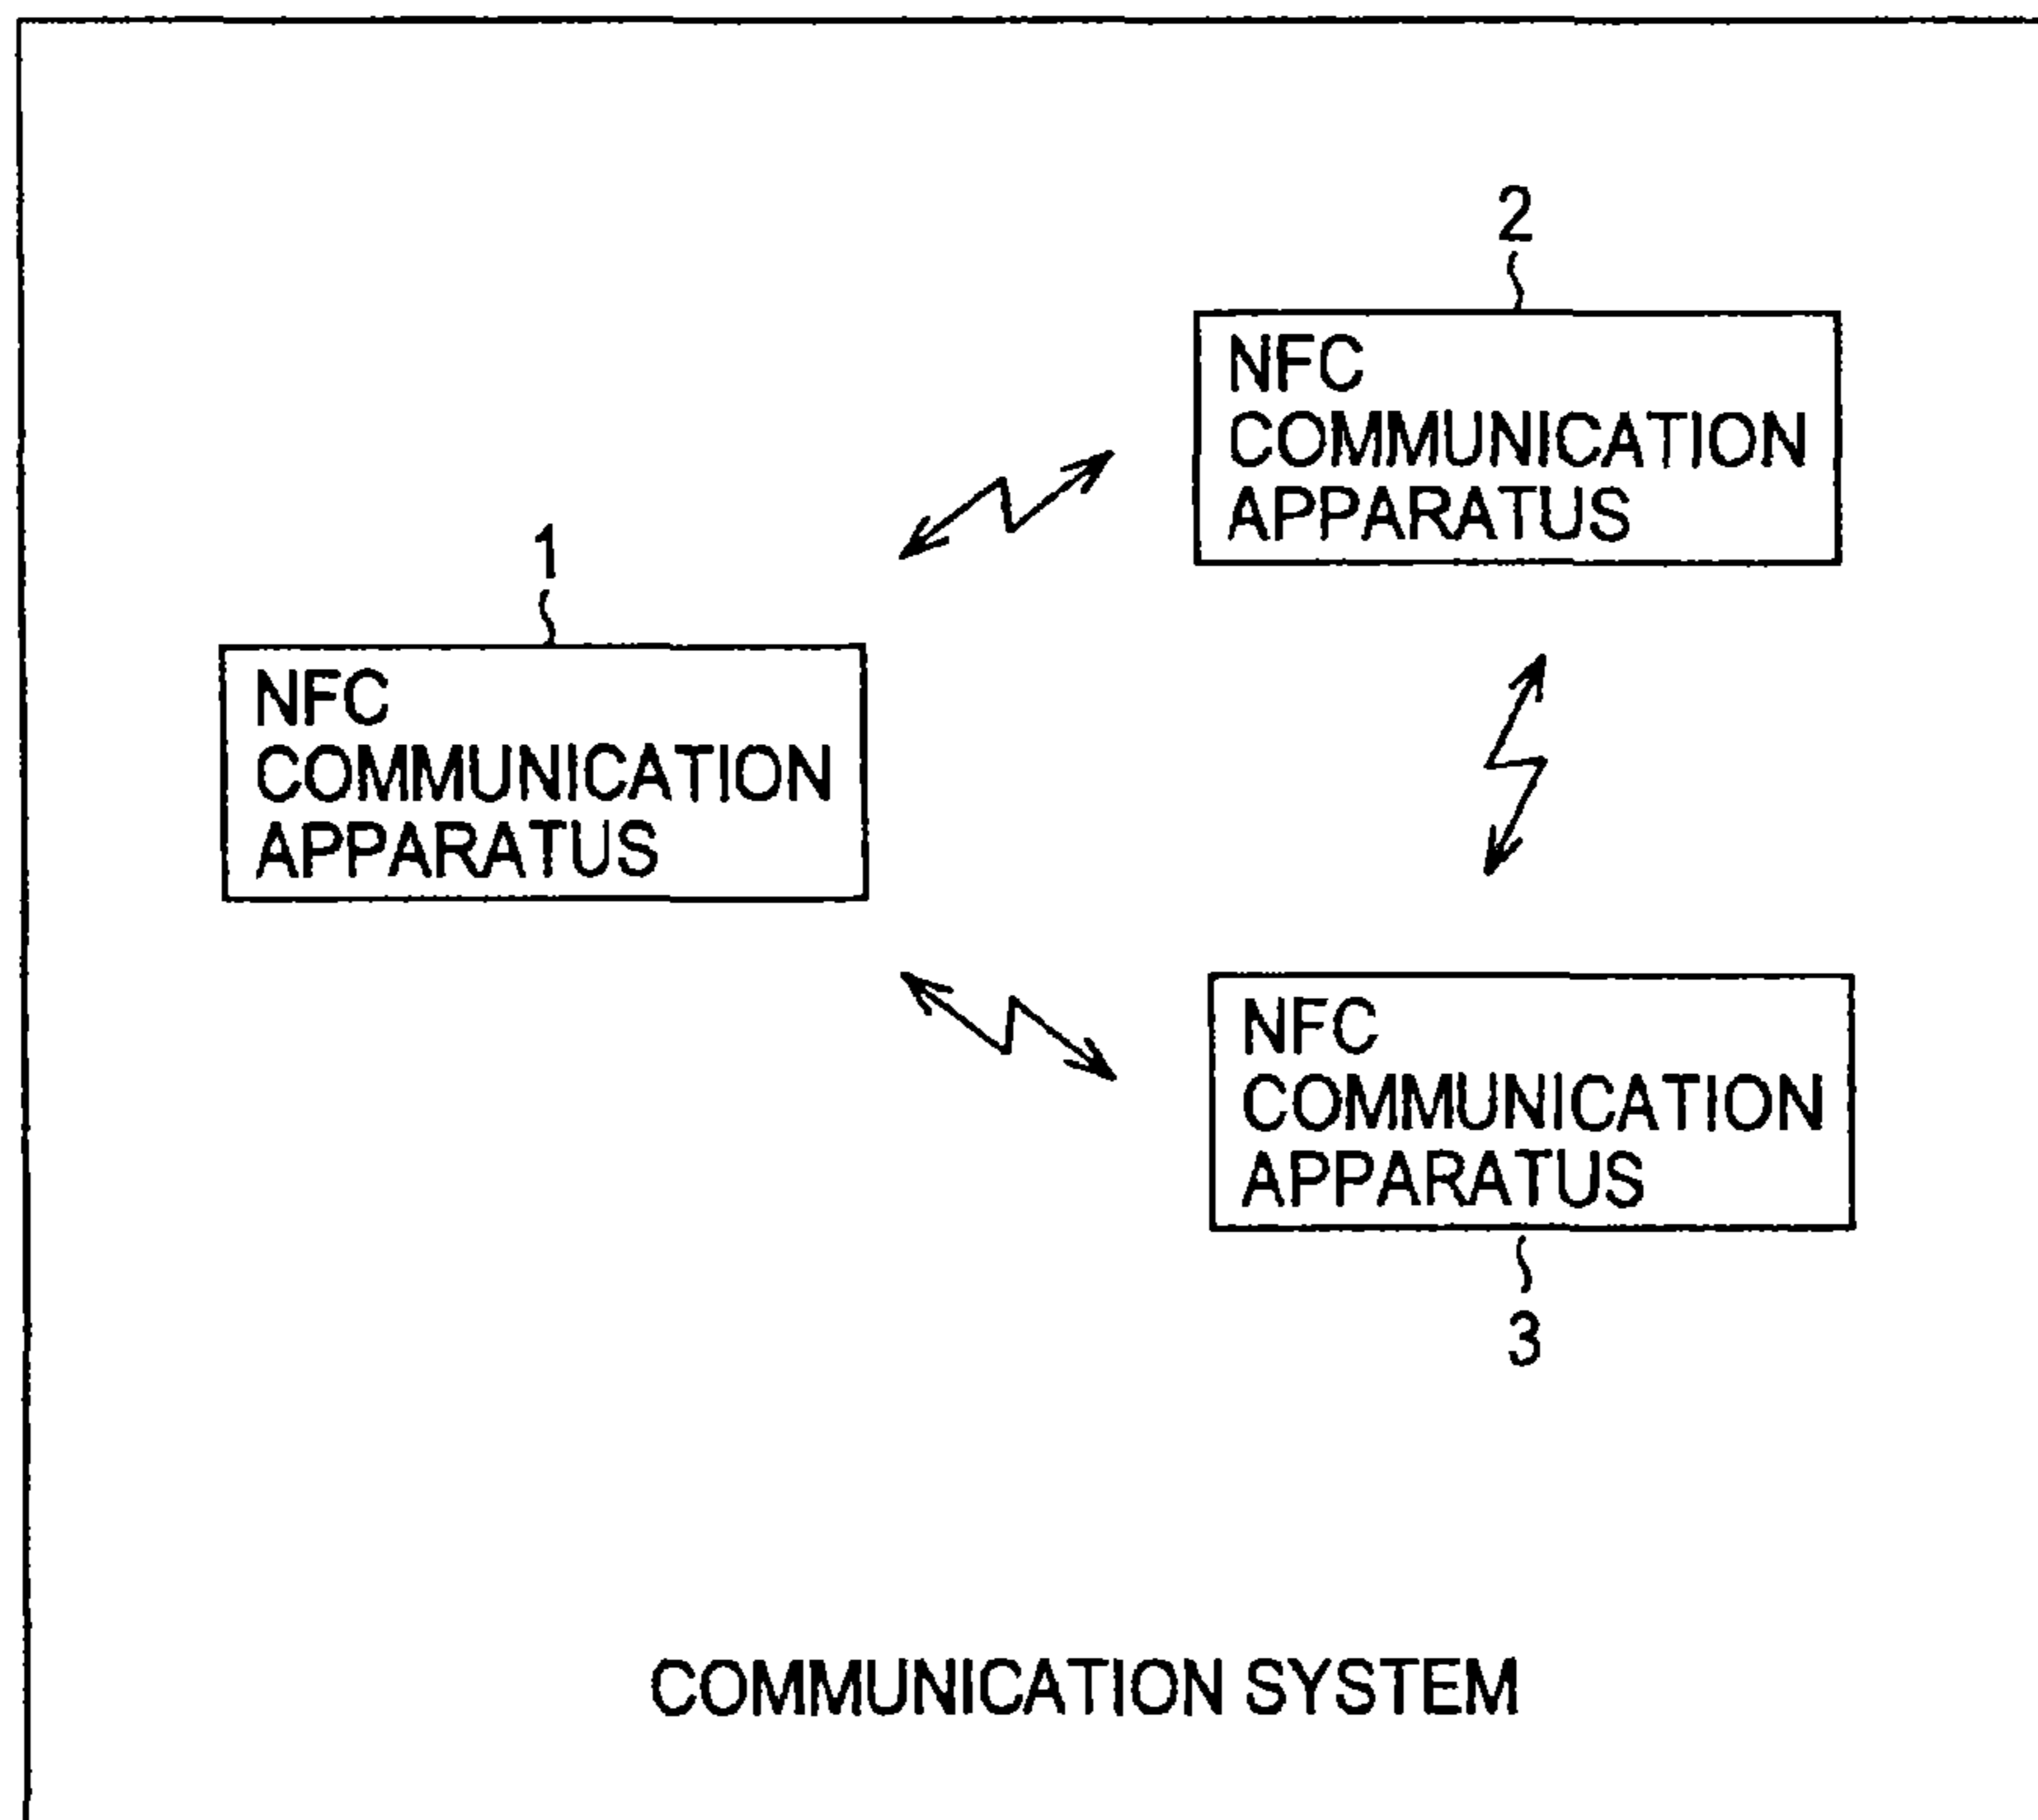 2
NFC
COMMUNICATION
APPARATUS
1
NFC
COMMUNICATION
APPARATUS
NFC
COMMUNICATION
APPARATUS
3
COMMUNICATION SYSTEM